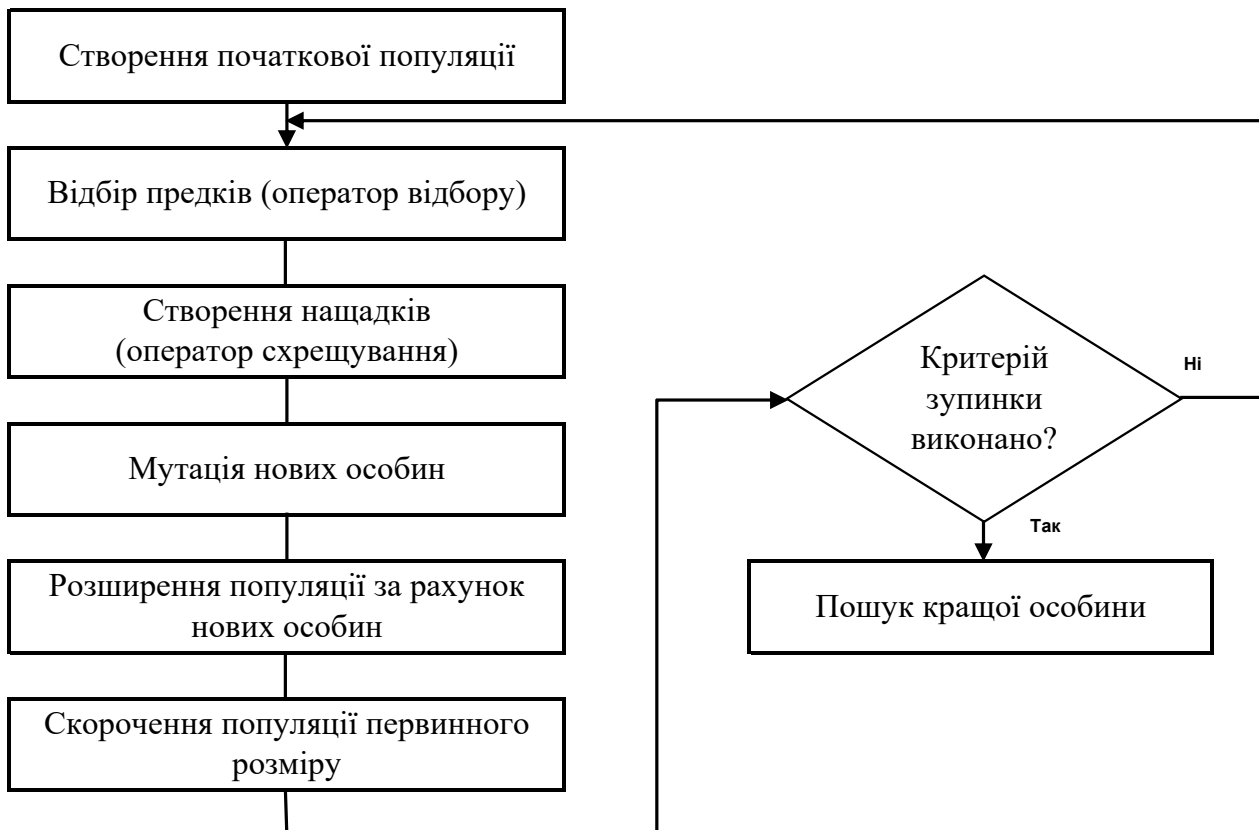 Створення початкової популяції
Відбір предків (оператор відбору)
Створення нащадків
(оператор схрещування)
Мутація нових особин
Розширення популяції за рахунок
нових особин
Скорочення популяції первинного
розміру
Критерій
зупинки
виконано?
Ні
Так
Пошук кращої особини